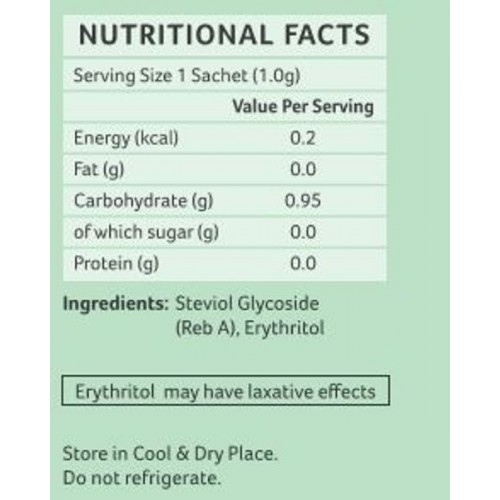 NUTRITIONAL FACTS
Serving Size 1 Sachet (1.0g)
Value Per Serving
Energy (kcal) 0.2
Fat (g) 0.0
Carbohydrate (g) 0.95
of which sugar (g) 0.0
Protein (g) 0.0
Ingredients: Steviol Glycoside
(Reb A), Erythritol
Erythritol may have laxative effects
Store in Cool & Dry Place.
Do not refrigerate.